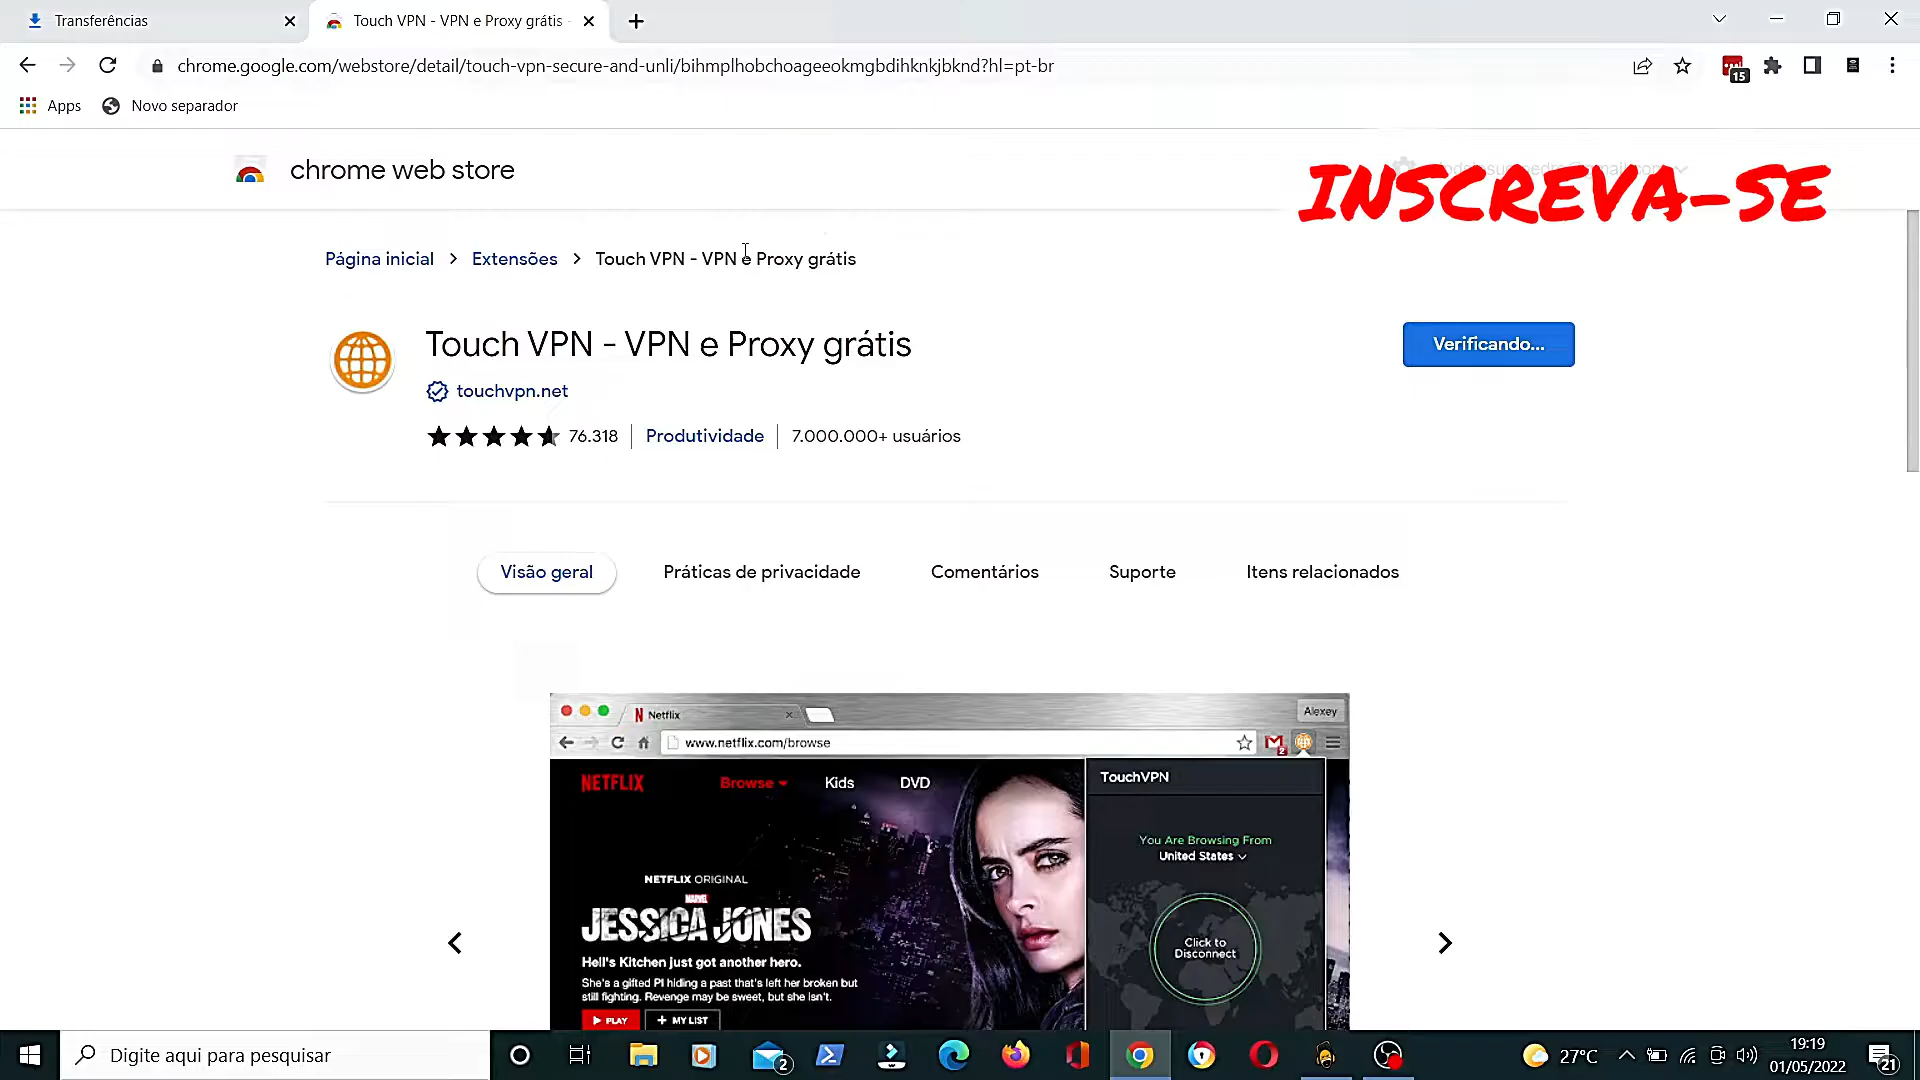 Transferências
Touch VPN - VPN e Proxy grátis
chrome.google.com/webstore/detail/touch-vpn-secure-and-unli/bihmplhobchoageeokmgbdihknkjbknd?hl=pt-br
15
Apps
Novo separador
chrome web store
INSCREVA-SE
Página inicial > Extensões > Touch VPN - VPN e Proxy grátis
Touch VPN - VPN e Proxy grátis
Verificando...
touchvpn.net
76.318
Produtividade
7.000.000+ usuários
Visão geral
Práticas de privacidade
Comentários
Suporte
Itens relacionados
Netflix
Alexey
www.netflix.com/browse
2
NETFLIX
Browse
Kids
DVD
TouchVPN
You Are Browsing From
United States
NETFLIX ORIGINAL
MARVEL
JESSICA JONES
Click to
Disconnect
Hell's Kitchen just got another hero.
She's a gifted PI hiding a past that's left her broken but
still fighting. Revenge may be sweet, but she isn't.
PLAY
+ MY LIST
Digite aqui para pesquisar
2
27°C
19:19
01/05/2022
21